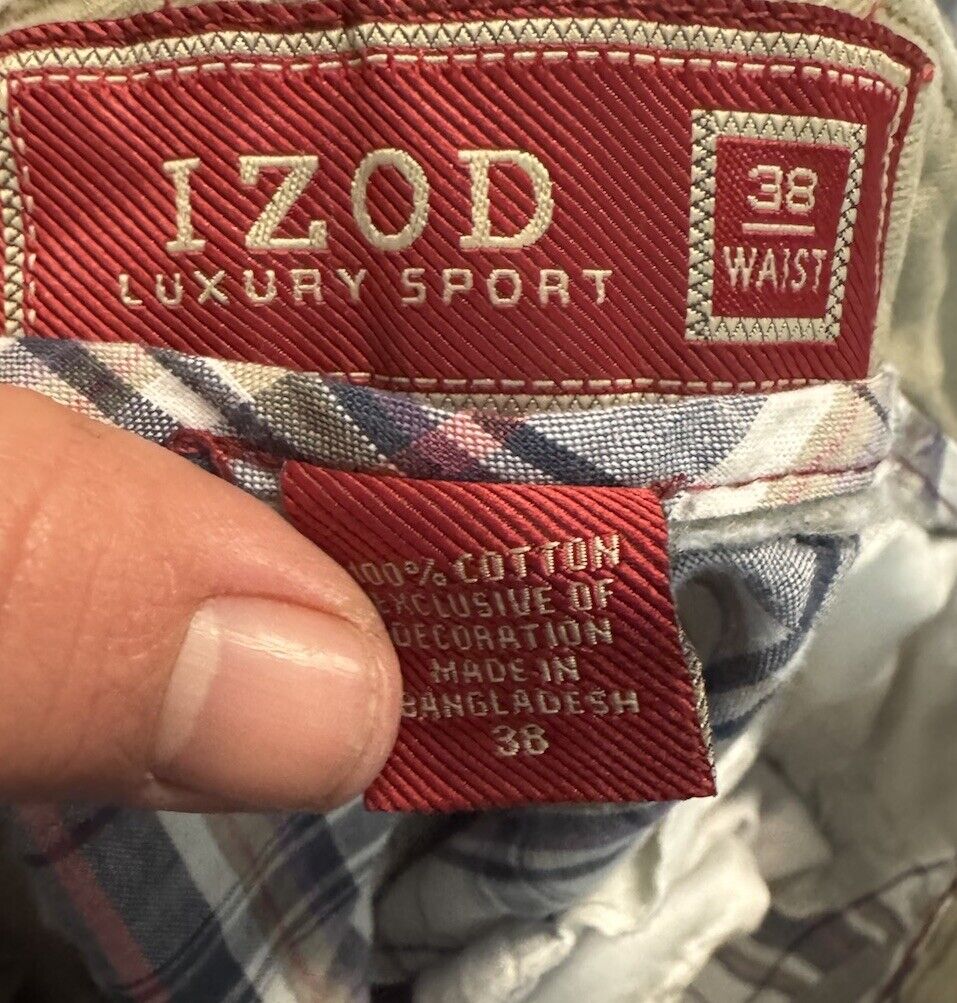 IZOD
LUXURY SPORT
38
WAIST
100% COTTON
EXCLUSIVE OF
DECORATION
MADE IN
BANGLADESH
38